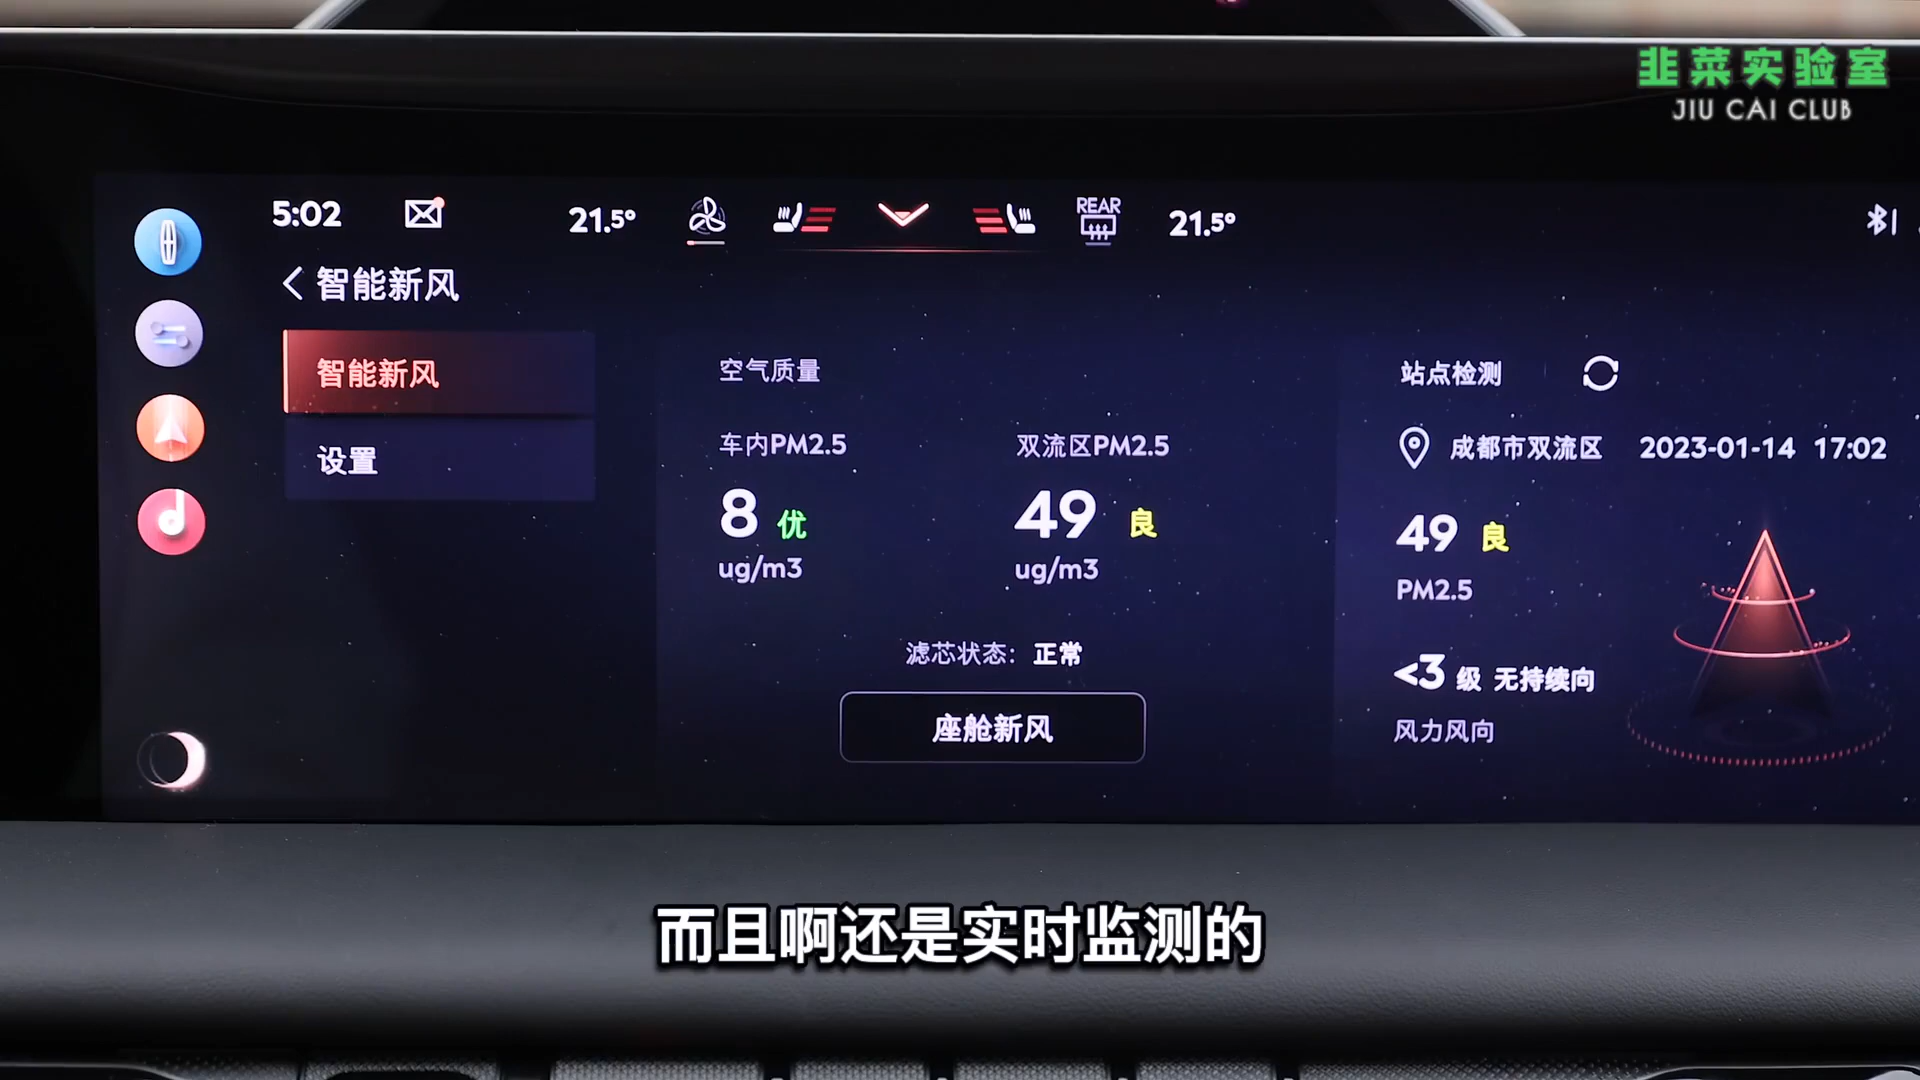 韭菜实验室
JIU CAI CLUB
5:02
21.5°
REAR
21.5°
智能新风
智能新风
设置
空气质量
车内PM2.5
8 优
ug/m3
双流区PM2.5
49 良
ug/m3
滤芯状态：正常
座舱新风
站点检测
成都市双流区 2023-01-14 17:02
49 良
PM2.5
<3 级 无持续向
风力风向
而且啊还是实时监测的